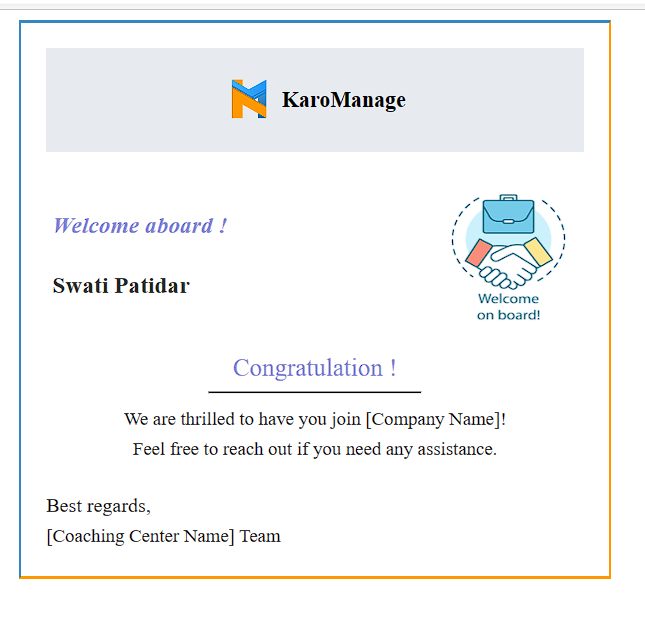 KaroManage
Welcome aboard !
Swati Patidar
Welcome
on board!
Congratulation !
We are thrilled to have you join [Company Name]!
Feel free to reach out if you need any assistance.
Best regards,
[Coaching Center Name] Team